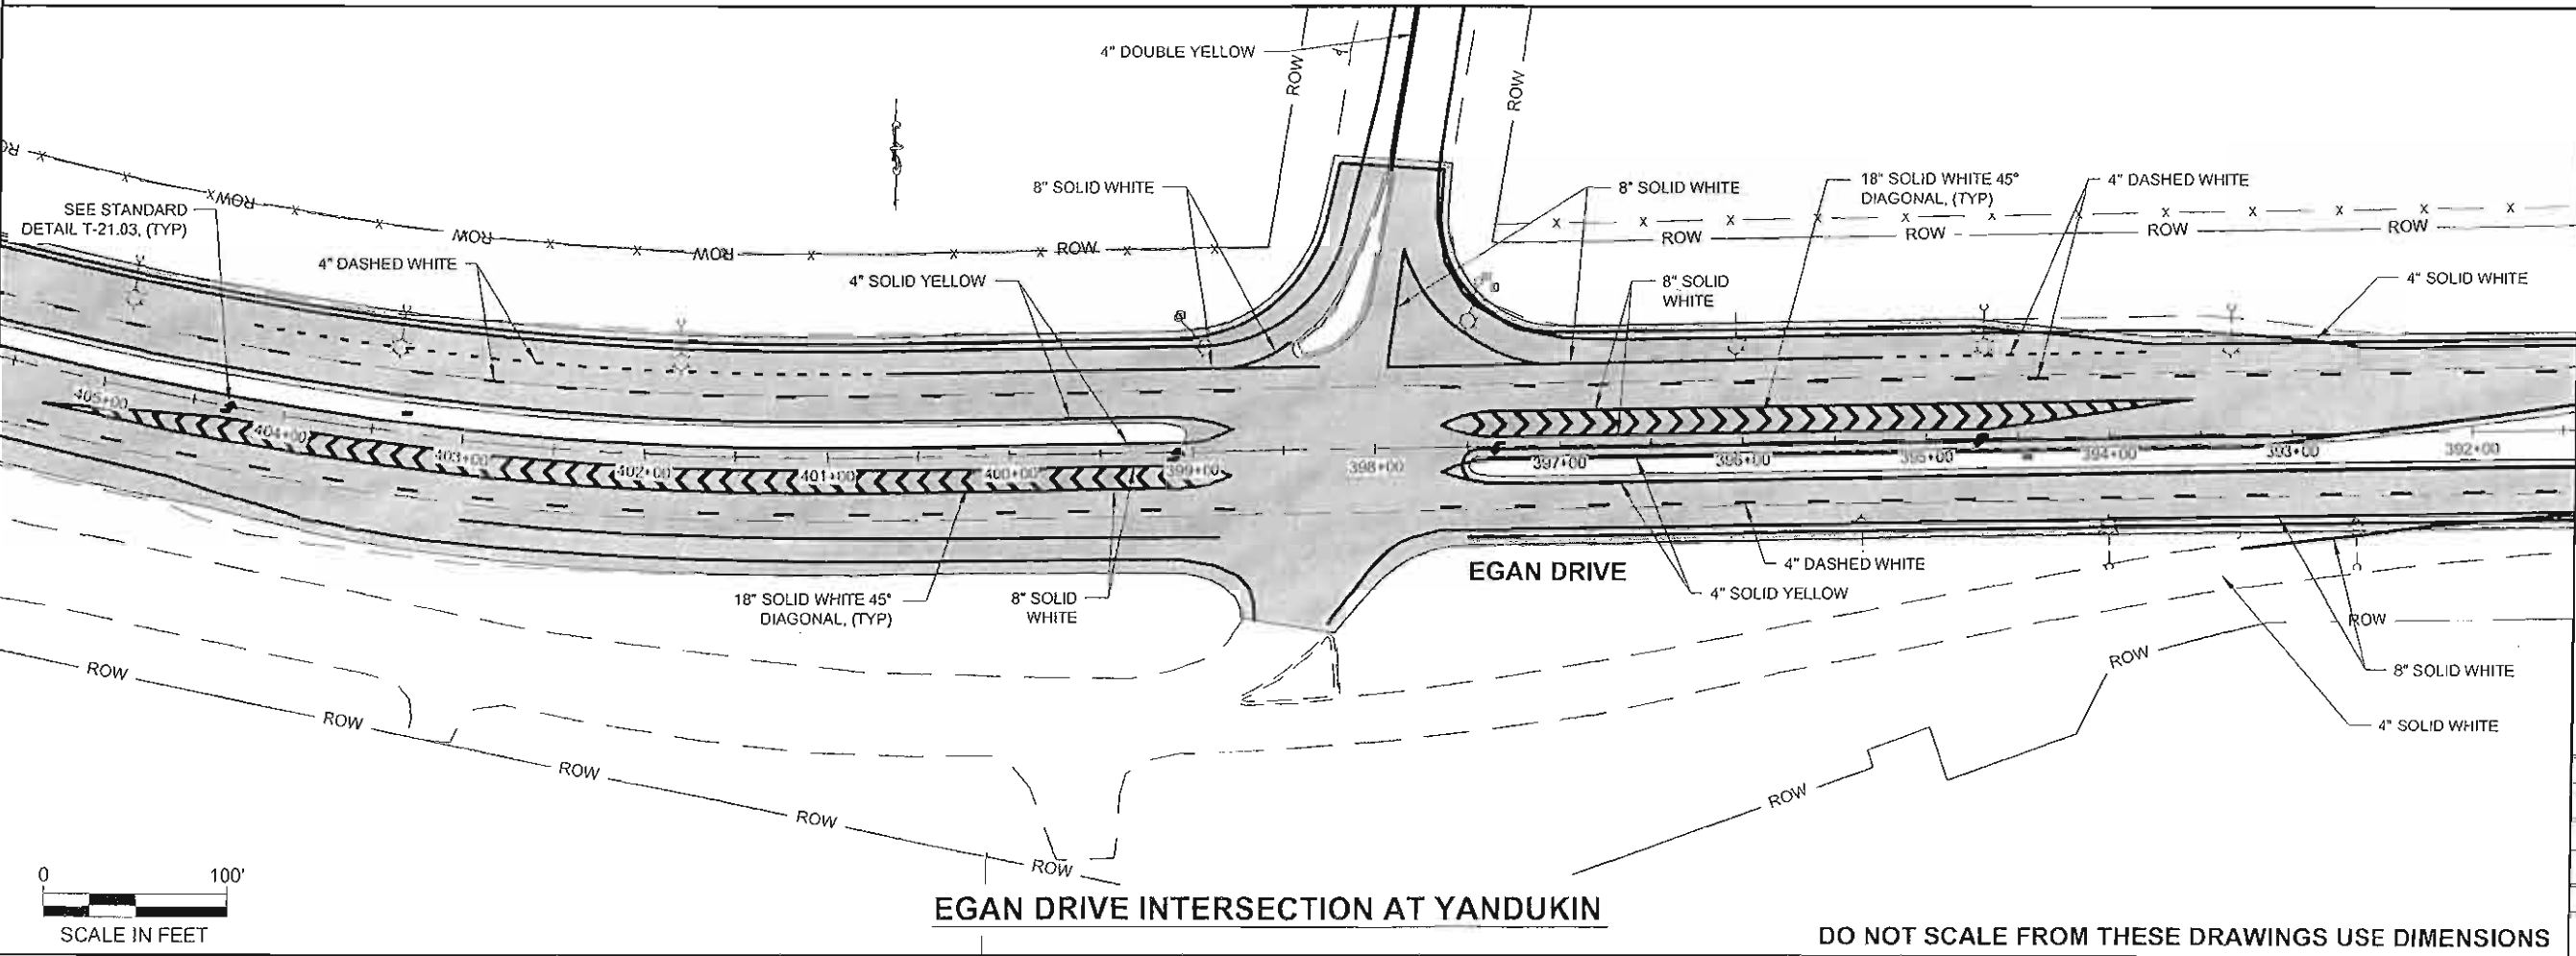 4" DOUBLE YELLOW
ROW
ROW
ROW
ROW
ROW
ROW
ROW
SEE STANDARD
DETAIL T-21.03, (TYP)
8" SOLID WHITE
8" SOLID WHITE
18" SOLID WHITE 45°
DIAGONAL, (TYP)
4" DASHED WHITE
ROW
ROW
ROW
ROW
4" DASHED WHITE
4" SOLID YELLOW
8" SOLID
WHITE
4" SOLID WHITE
405+00
404+00
403+00
402+00
401+00
400+00
399+00
398+00
397+00
396+00
395+00
394+00
393+00
392+00
EGAN DRIVE
4" DASHED WHITE
4" SOLID YELLOW
18" SOLID WHITE 45°
DIAGONAL, (TYP)
8" SOLID
WHITE
ROW
ROW
8" SOLID WHITE
4" SOLID WHITE
ROW
ROW
ROW
ROW
ROW
ROW
0 100'
SCALE IN FEET
EGAN DRIVE INTERSECTION AT YANDUKIN
DO NOT SCALE FROM THESE DRAWINGS USE DIMENSIONS